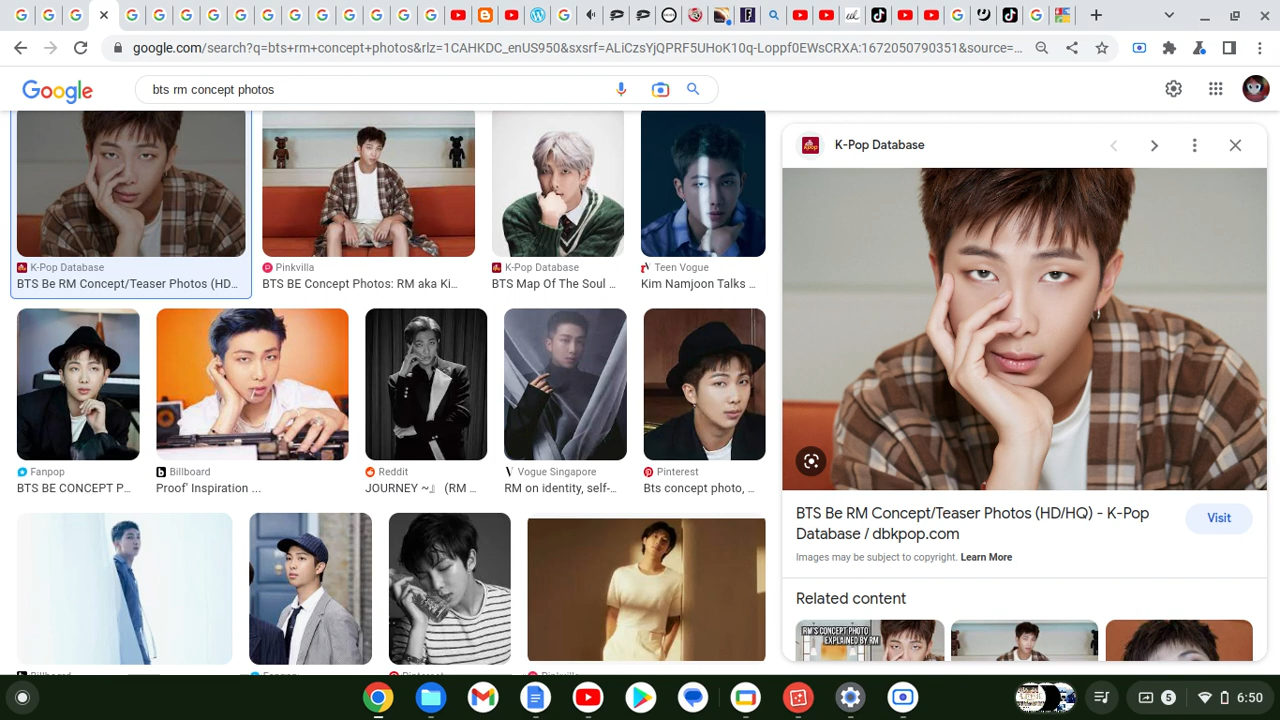 google.com/search?q=bts+rm+concept+photos&rlz=1CAHKDC_enUS950&sxsrf=ALiCzsYjQPRF5UHoK10q-Loppf0EWsCRXA:1672050790351&source=...
Google
bts rm concept photos
K-Pop Database
BTS Be RM Concept/Teaser Photos (HD...
Pinkvilla
BTS BE Concept Photos: RM aka Ki...
K-Pop Database
BTS Map Of The Soul ...
Teen Vogue
Kim Namjoon Talks ...
Fanpop
BTS BE CONCEPT P...
Billboard
Proof' Inspiration ...
Reddit
JOURNEY ~』 (RM ...
Vogue Singapore
RM on identity, self-...
Pinterest
Bts concept photo, ...
Billboard
Fanpop
Pinterest
Pinkvilla
K-Pop Database
BTS Be RM Concept/Teaser Photos (HD/HQ) - K-Pop
Database / dbkpop.com
Visit
Images may be subject to copyright. Learn More
Related content
RM'S CONCEPT PHOTO
EXPLAINED BY RM
5
6:50